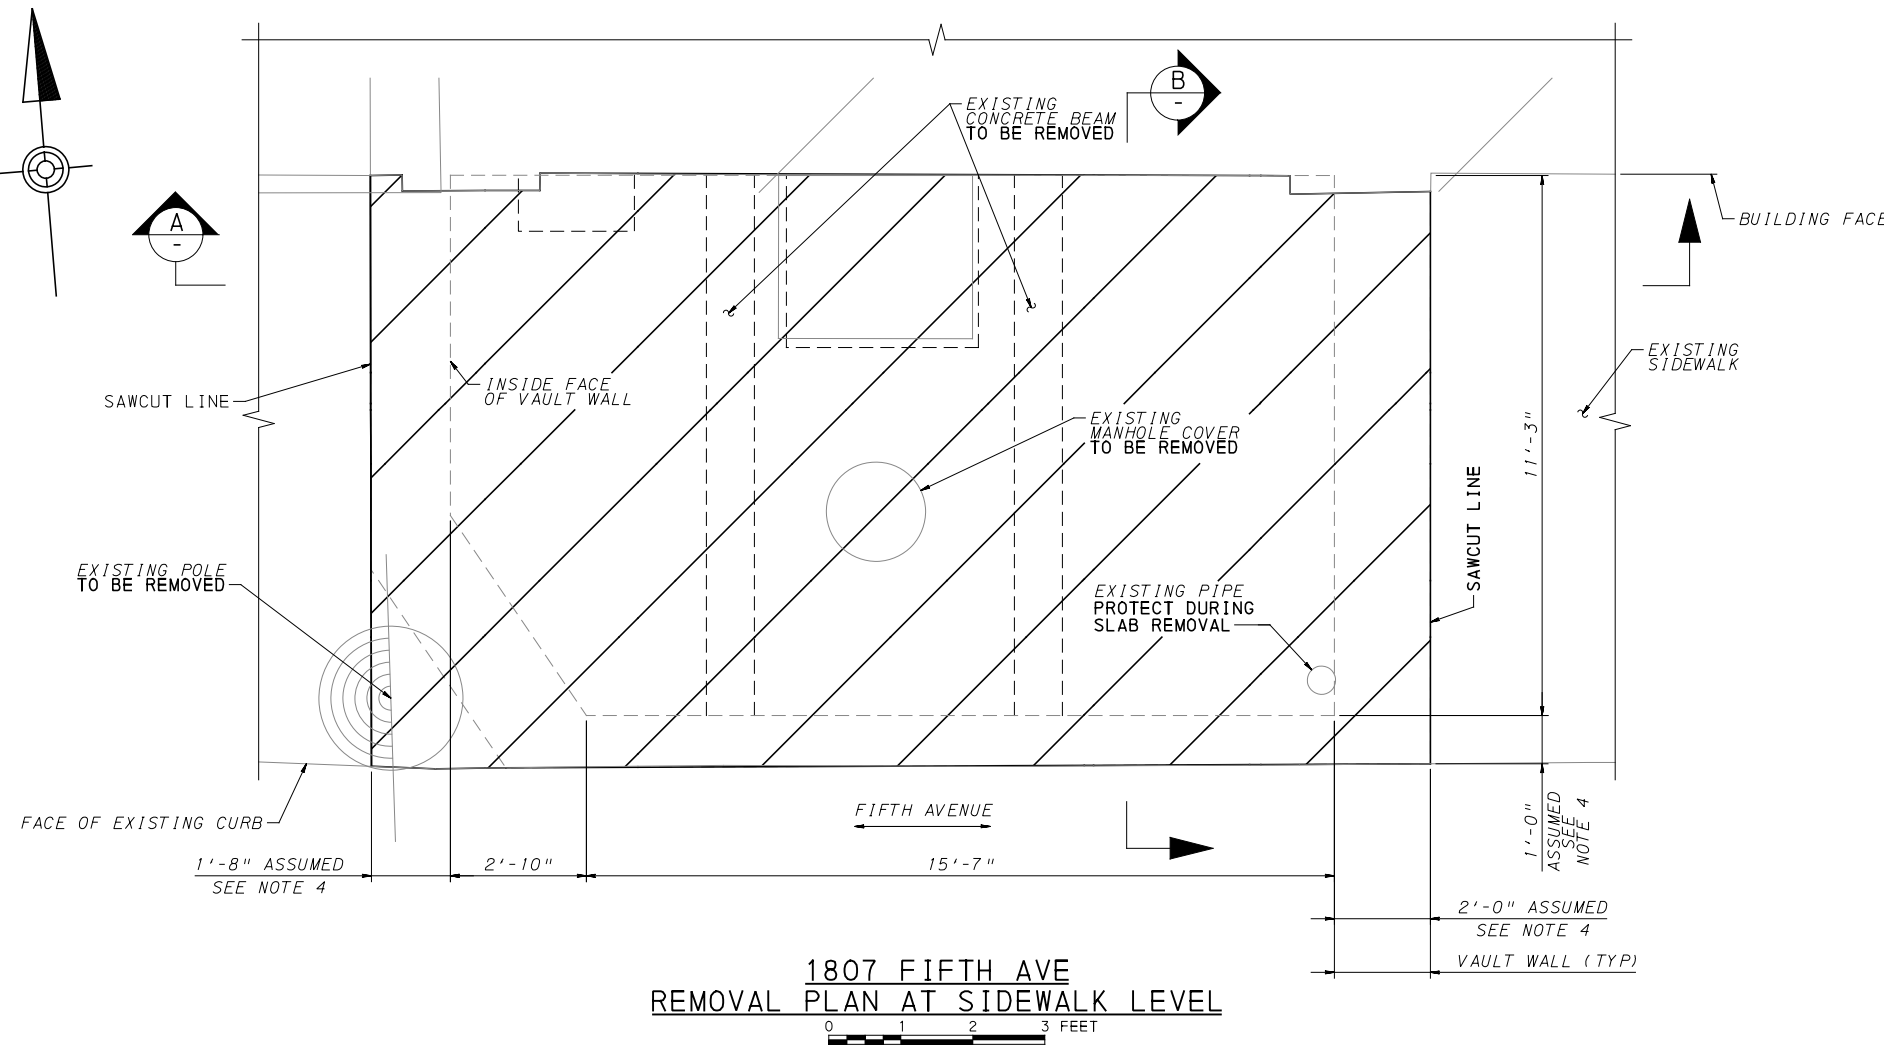 EXISTING
CONCRETE BEAM
TO BE REMOVED
B
-
A
-
BUILDING FACE
EXISTING
SIDEWALK
SAWCUT LINE
INSIDE FACE
OF VAULT WALL
EXISTING
MANHOLE COVER
TO BE REMOVED
11'-3"
SAWCUT LINE
EXISTING POLE
TO BE REMOVED
EXISTING PIPE
PROTECT DURING
SLAB REMOVAL
FACE OF EXISTING CURB
FIFTH AVENUE
1'-0"
ASSUMED
SEE
NOTE 4
1'-8" ASSUMED
SEE NOTE 4
2'-10"
15'-7"
2'-0" ASSUMED
SEE NOTE 4
VAULT WALL (TYP)
1807 FIFTH AVE
REMOVAL PLAN AT SIDEWALK LEVEL
0 1 2 3 FEET